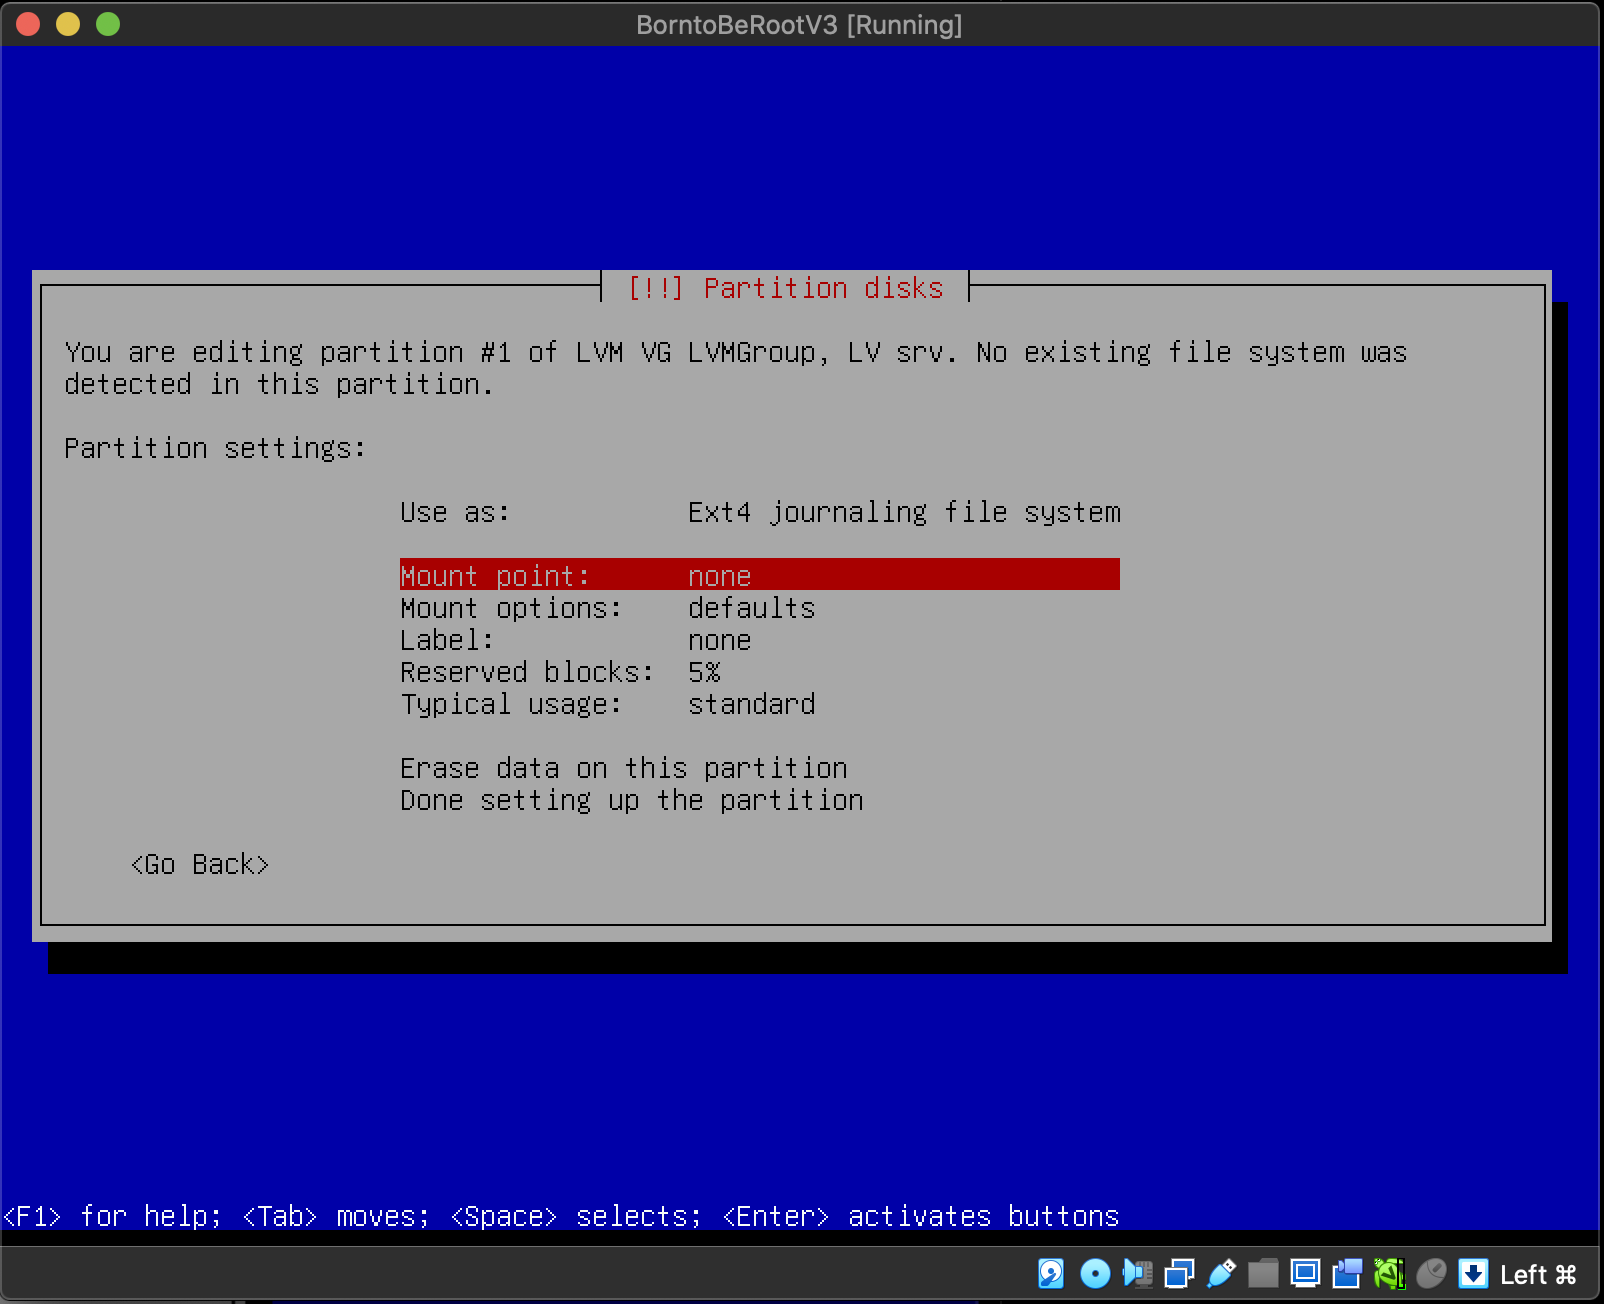 BorntoBeRootV3 [Running]
[!!] Partition disks
You are editing partition #1 of LVM VG LVMGroup, LV srv. No existing file system was
detected in this partition.
Partition settings:
Use as: Ext4 journaling file system
Mount point: none
Mount options: defaults
Label: none
Reserved blocks: 5%
Typical usage: standard
Erase data on this partition
Done setting up the partition
<Go Back>
<F1> for help; <Tab> moves; <Space> selects; <Enter> activates buttons
Left ⌘